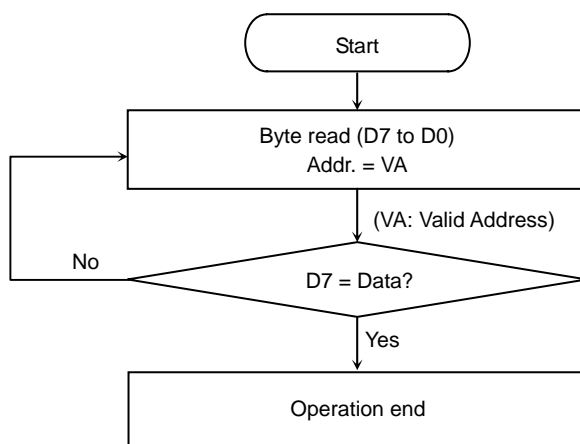 Start
Byte read (D7 to D0)
Addr. = VA
(VA: Valid Address)
No
D7 = Data?
Yes
Operation end